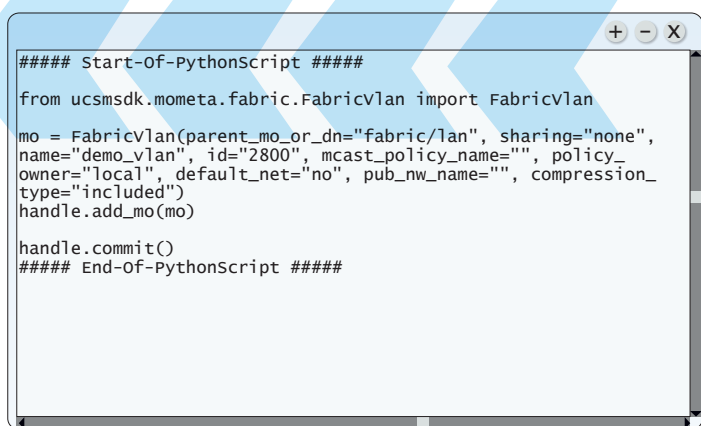 + - X
##### Start-Of-PythonScript #####
from ucsmsdk.mometa.fabric.FabricVlan import FabricVlan
mo = FabricVlan(parent_mo_or_dn="fabric/lan", sharing="none",
name="demo_vlan", id="2800", mcast_policy_name="", policy_
owner="local", default_net="no", pub_nw_name="", compression_
type="included")
handle.add_mo(mo)
handle.commit()
##### End-Of-PythonScript #####